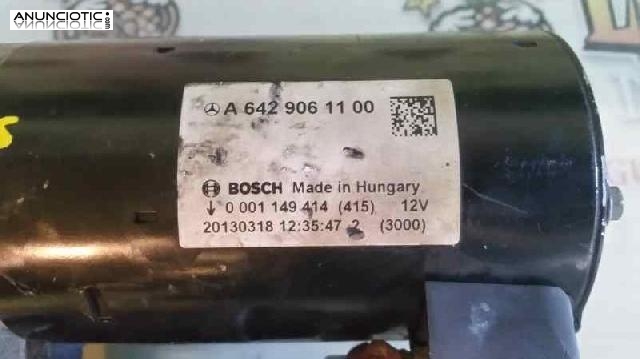 ANUNCIOTIC.com
A 642 906 11 00
BOSCH Made in Hungary
0 001 149 414 (415) 12V
20130318 12:35:47 2 (3000)